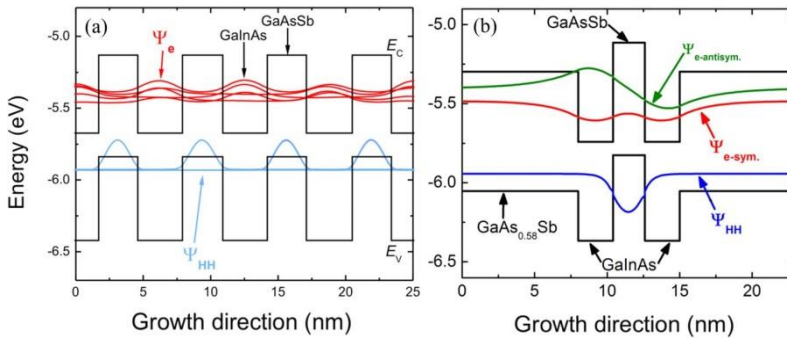 (a)
Ψe
GaInAs
GaAsSb
EC
ΨHH
EV
-5.0
-5.5
-6.0
-6.5
Energy (eV)
0 5 10 15 20 25
Growth direction (nm)
(b)
GaAsSb
Ψe-antisym.
Ψe-sym.
ΨHH
GaAs0.58Sb
GaInAs
-5.0
-5.5
-6.0
-6.5
0 5 10 15 20
Growth direction (nm)